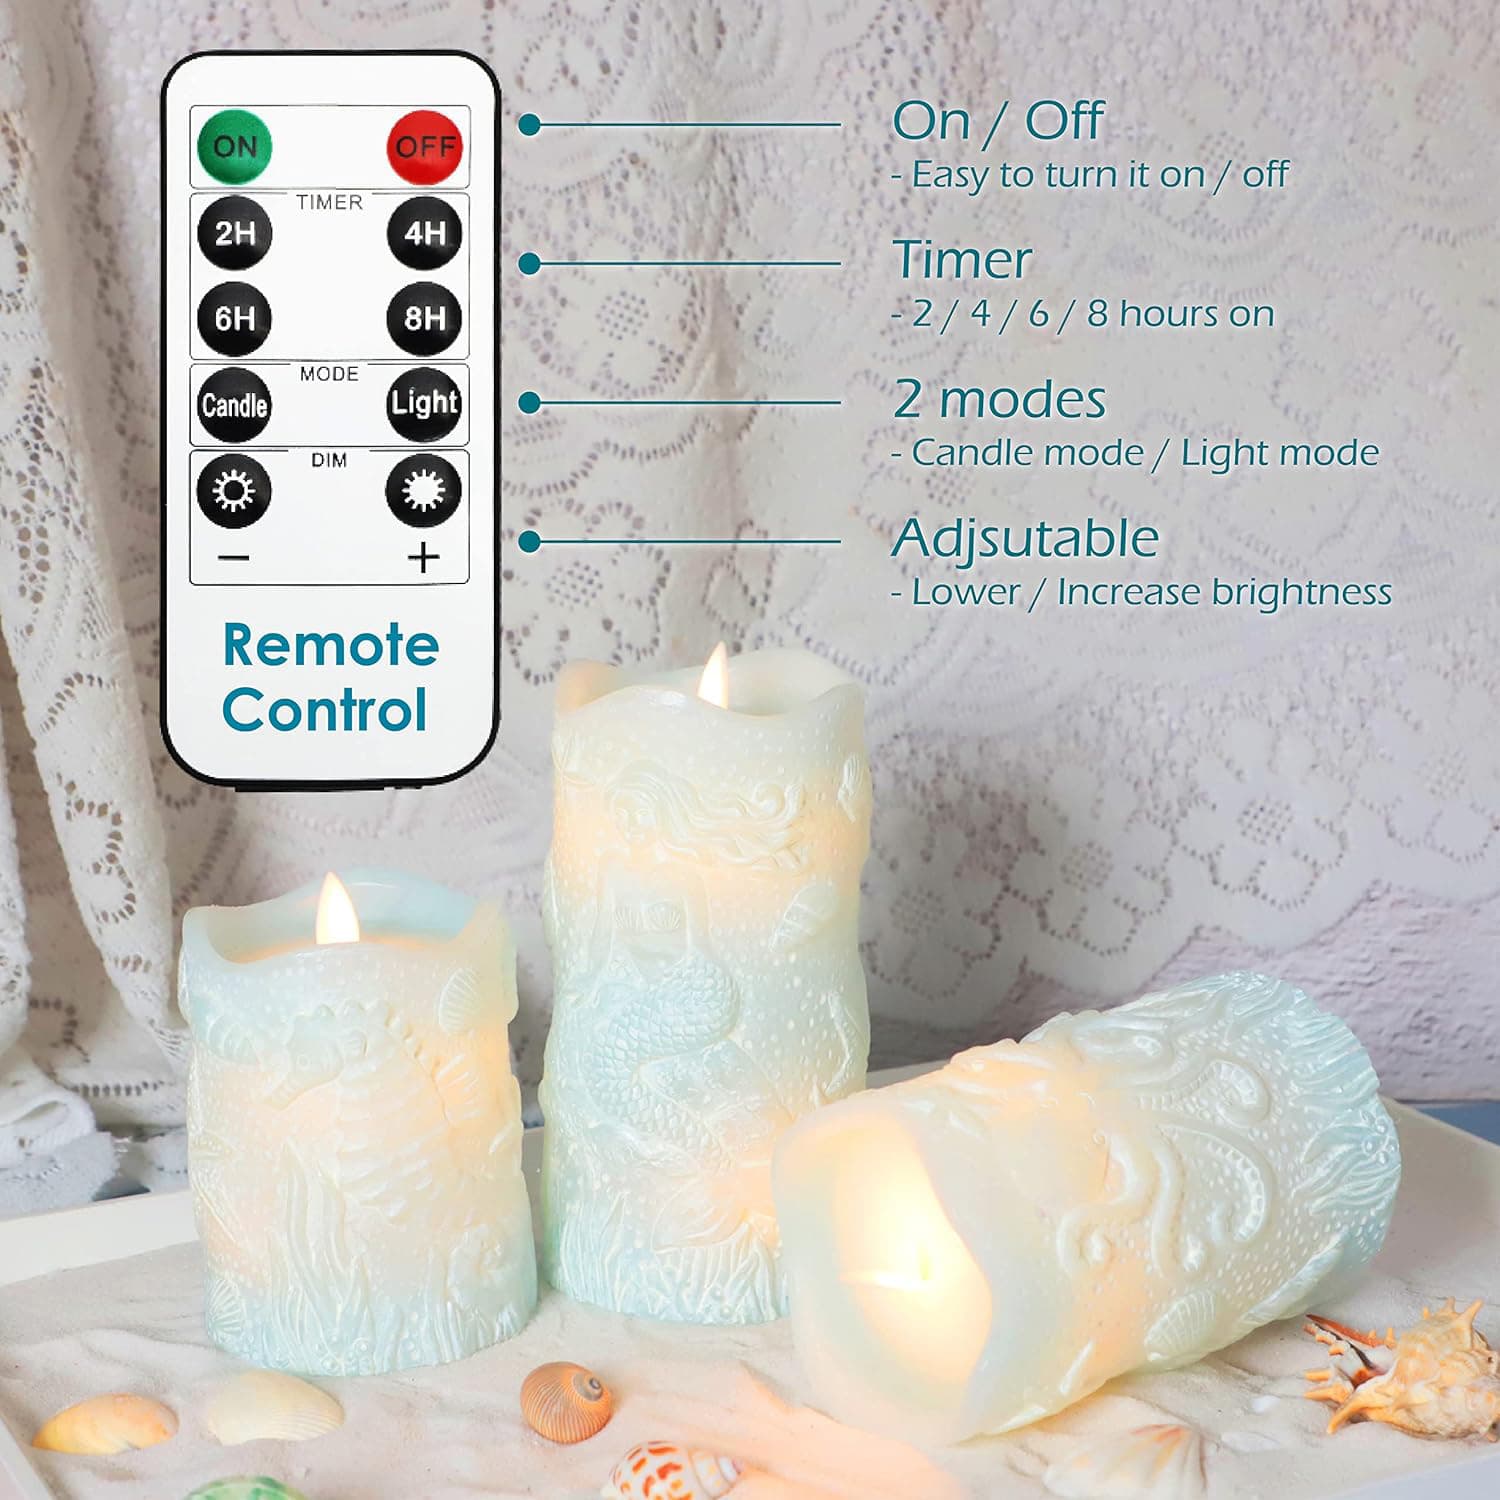 ON OFF
TIMER
2H 4H
6H 8H
MODE
Candle Light
DIM
− +
Remote
Control
On / Off
- Easy to turn it on / off
Timer
- 2 / 4 / 6 / 8 hours on
2 modes
- Candle mode / Light mode
Adjsutable
- Lower / Increase brightness